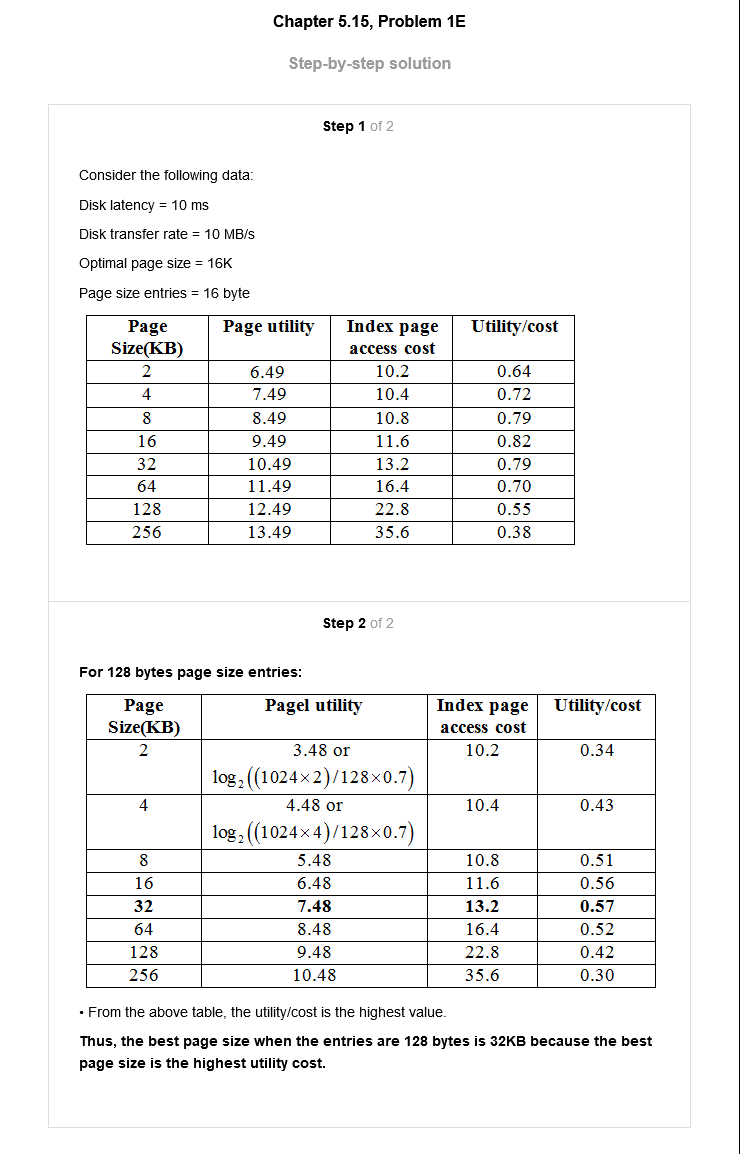 Chapter 5.15, Problem 1E
Step-by-step solution
Step 1 of 2
Consider the following data:
Disk latency = 10 ms
Disk transfer rate = 10 MB/s
Optimal page size = 16K
Page size entries = 16 byte
Page Size(KB) Page utility Index page access cost Utility/cost
2 6.49 10.2 0.64
4 7.49 10.4 0.72
8 8.49 10.8 0.79
16 9.49 11.6 0.82
32 10.49 13.2 0.79
64 11.49 16.4 0.70
128 12.49 22.8 0.55
256 13.49 35.6 0.38
Step 2 of 2
For 128 bytes page size entries:
Page Size(KB) Pagel utility Index page access cost Utility/cost
2 3.48 or log₂((1024×2)/128×0.7) 10.2 0.34
4 4.48 or log₂((1024×4)/128×0.7) 10.4 0.43
8 5.48 10.8 0.51
16 6.48 11.6 0.56
32 7.48 13.2 0.57
64 8.48 16.4 0.52
128 9.48 22.8 0.42
256 10.48 35.6 0.30
• From the above table, the utility/cost is the highest value.
Thus, the best page size when the entries are 128 bytes is 32KB because the best
page size is the highest utility cost.